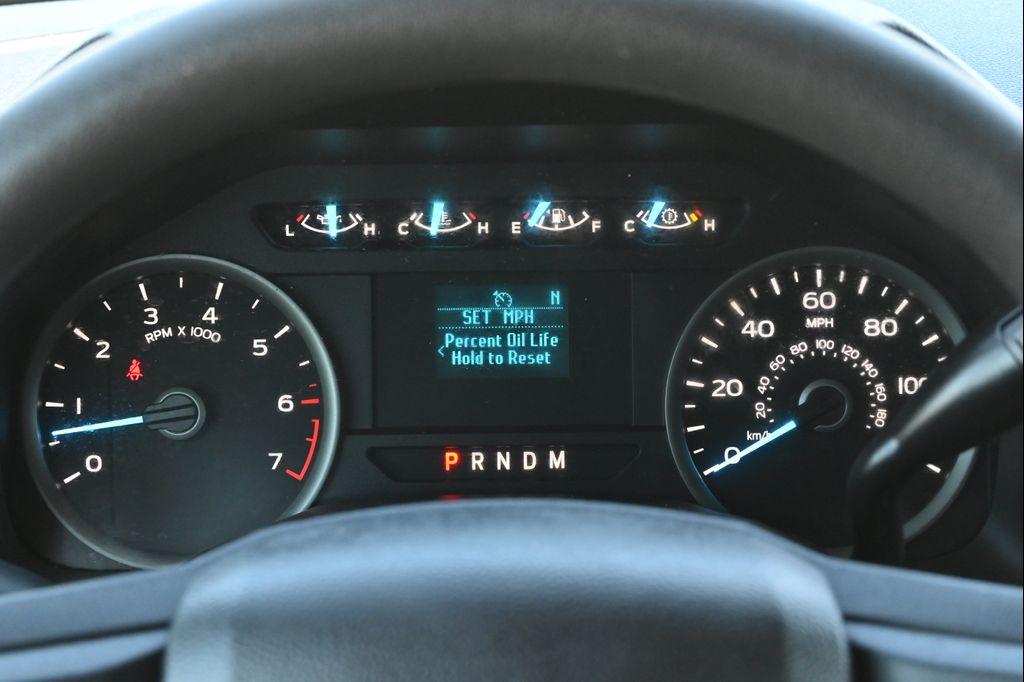 L H C H E F C H
3 4
RPM X 1000
2 5
1 6
0 7
N
SET MPH
Percent Oil Life
Hold to Reset
P R N D M
60
MPH
40 80
20 100
0
20 40 60 80 100 120 140 160 180
km/h